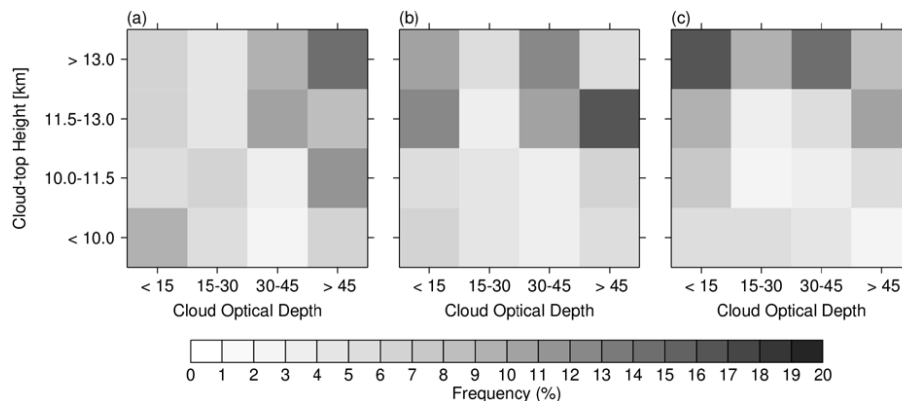 (a) (b) (c)
Cloud-top Height [km]
> 13.0
11.5-13.0
10.0-11.5
< 10.0
< 15 15-30 30-45 > 45 < 15 15-30 30-45 > 45 < 15 15-30 30-45 > 45
Cloud Optical Depth Cloud Optical Depth Cloud Optical Depth
0 1 2 3 4 5 6 7 8 9 10 11 12 13 14 15 16 17 18 19 20
Frequency (%)